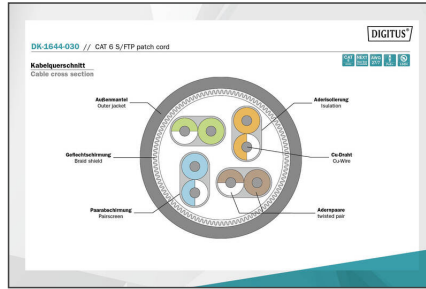 DIGITUS®
DK-1644-030 // CAT 6 S/FTP patch cord
Kabelquerschnitt
Cable cross section
Außenmantel
Outer jacket
Aderisolierung
Isolation
Geflechtschirmung
Braid shield
Cu-Draht
Cu-Wire
Paarabschirmung
Pairscreen
Adernpaare
twisted pair